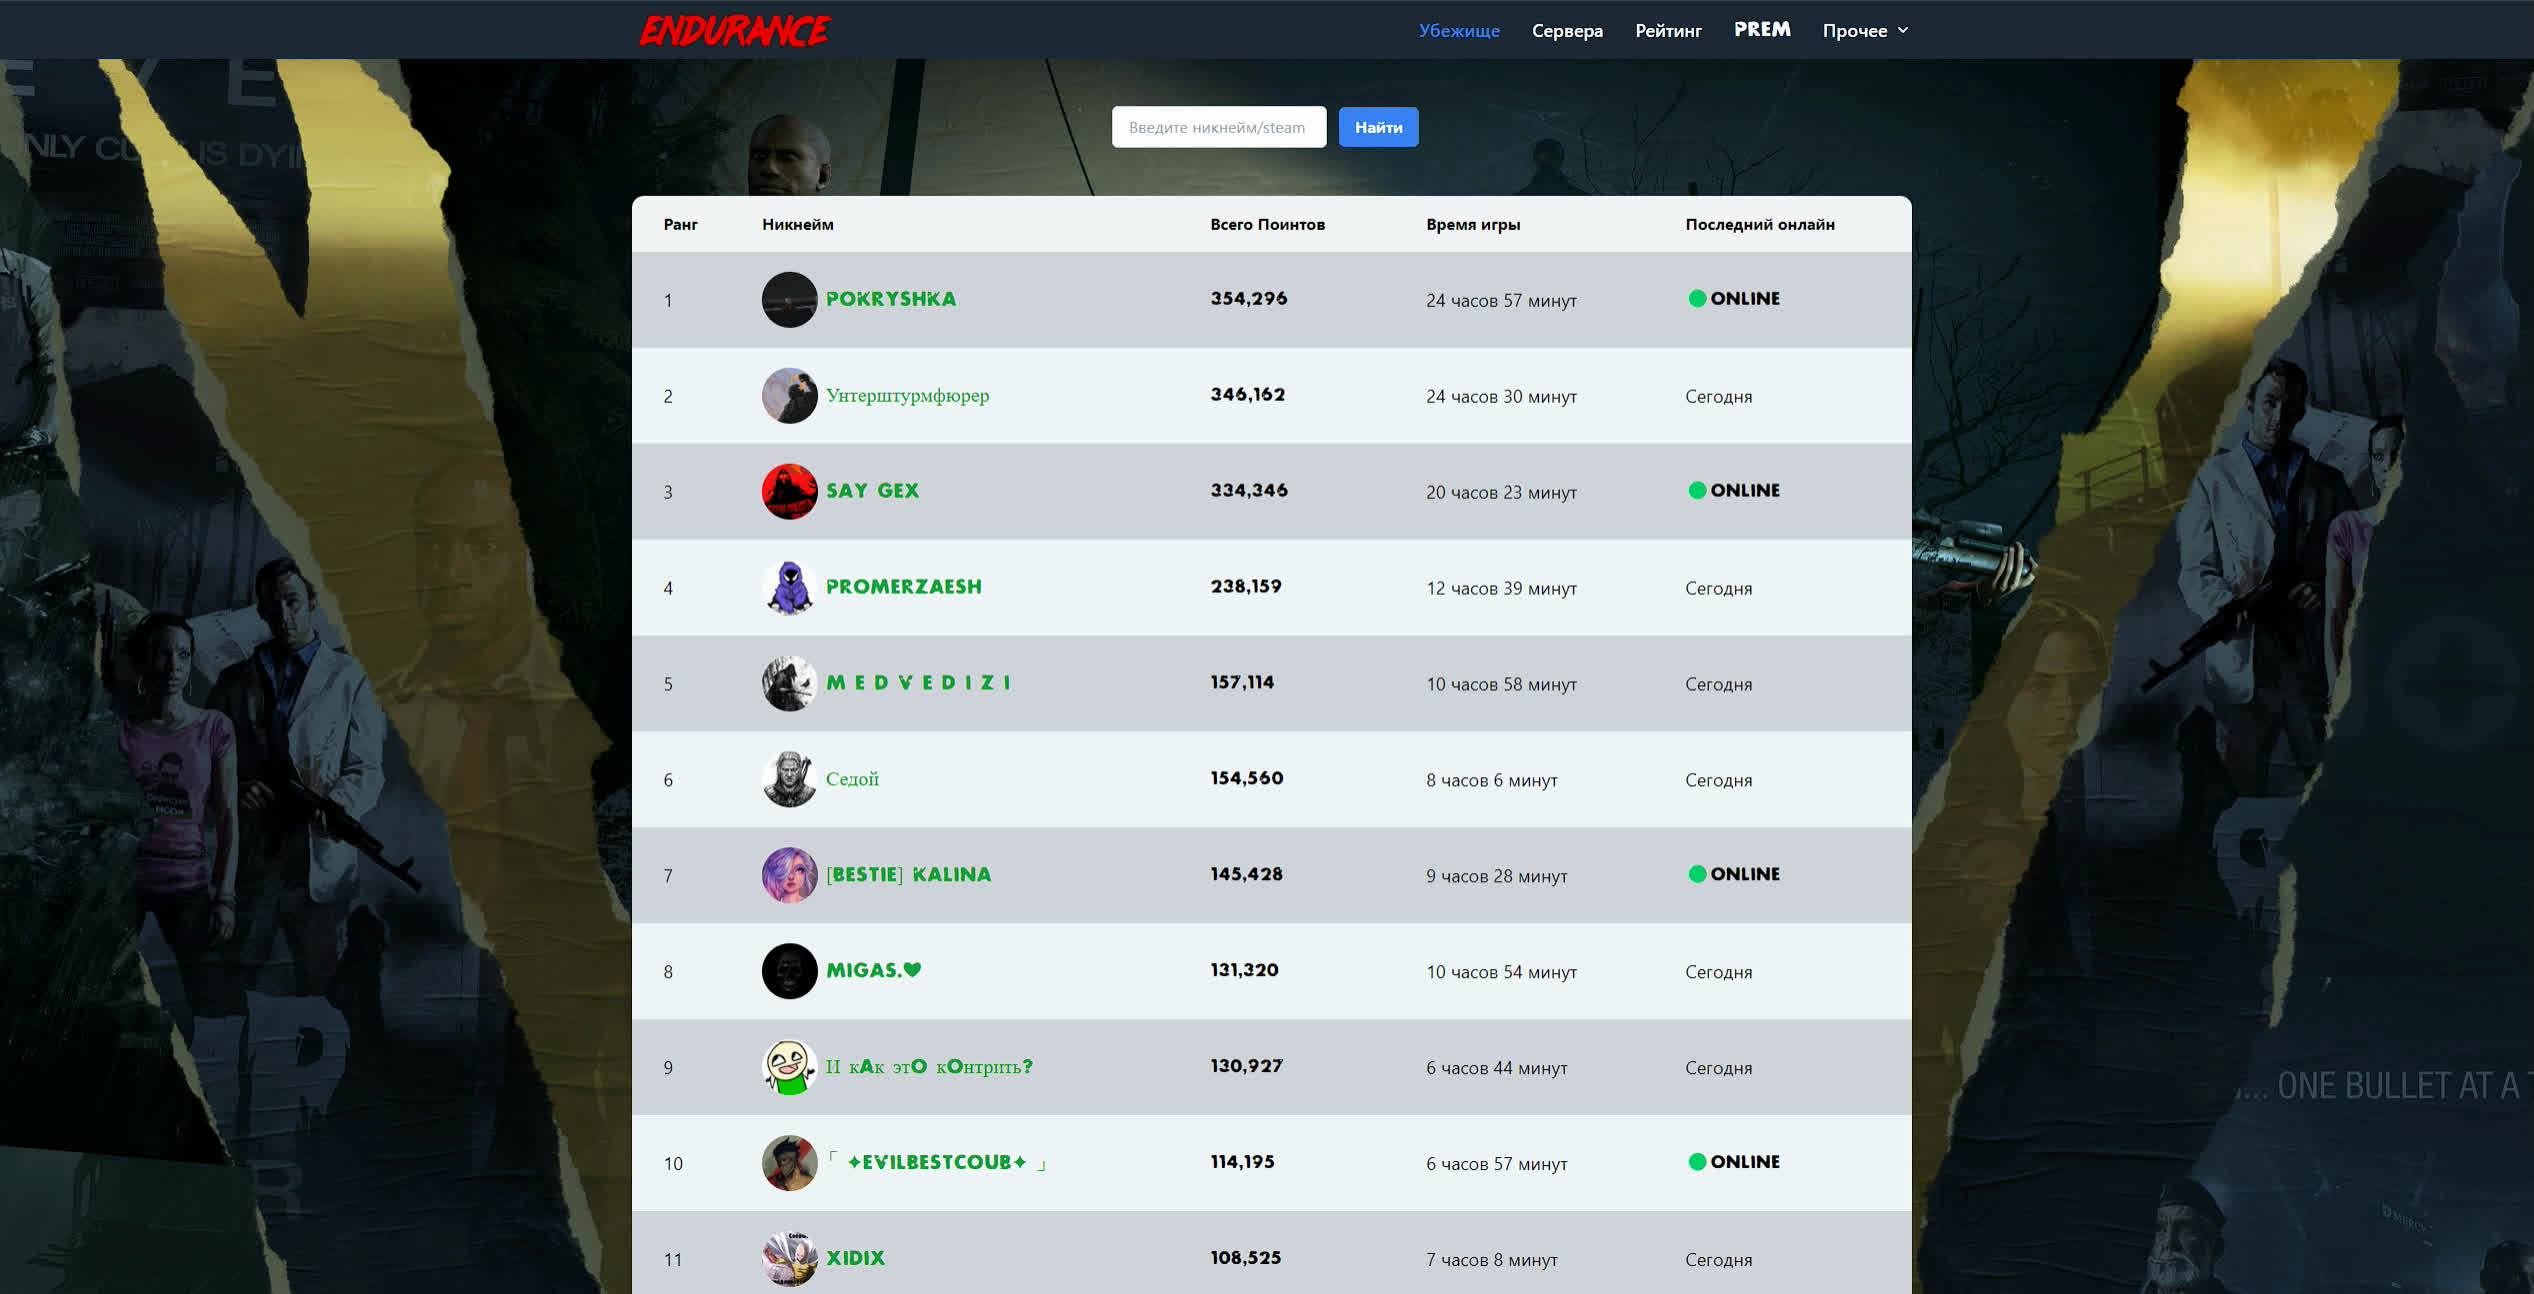 ENDURANCE
Убежище Сервера Рейтинг PREM Прочее
NLY CU IS DYI
Введите никнейм/steam Найти
Ранг Никнейм Всего Поинтов Время игры Последний онлайн
1 POKRYSHKA 354,296 24 часов 57 минут ONLINE
2 Унтерштурмфюрер 346,162 24 часов 30 минут Сегодня
3 SAY GEX 334,346 20 часов 23 минут ONLINE
4 PROMERZAESH 238,159 12 часов 39 минут Сегодня
5 M E D V E D I Z I 157,114 10 часов 58 минут Сегодня
6 Седой 154,560 8 часов 6 минут Сегодня
7 [BESTIE] KALINA 145,428 9 часов 28 минут ONLINE
8 MIGAS.♥ 131,320 10 часов 54 минут Сегодня
9 И кАк этО кОнтрить? 130,927 6 часов 44 минут Сегодня
.... ONE BULLET AT A T
10 「 ✦EVILBESTCOUB✦ 」 114,195 6 часов 57 минут ONLINE
11 XIDIX 108,525 7 часов 8 минут Сегодня